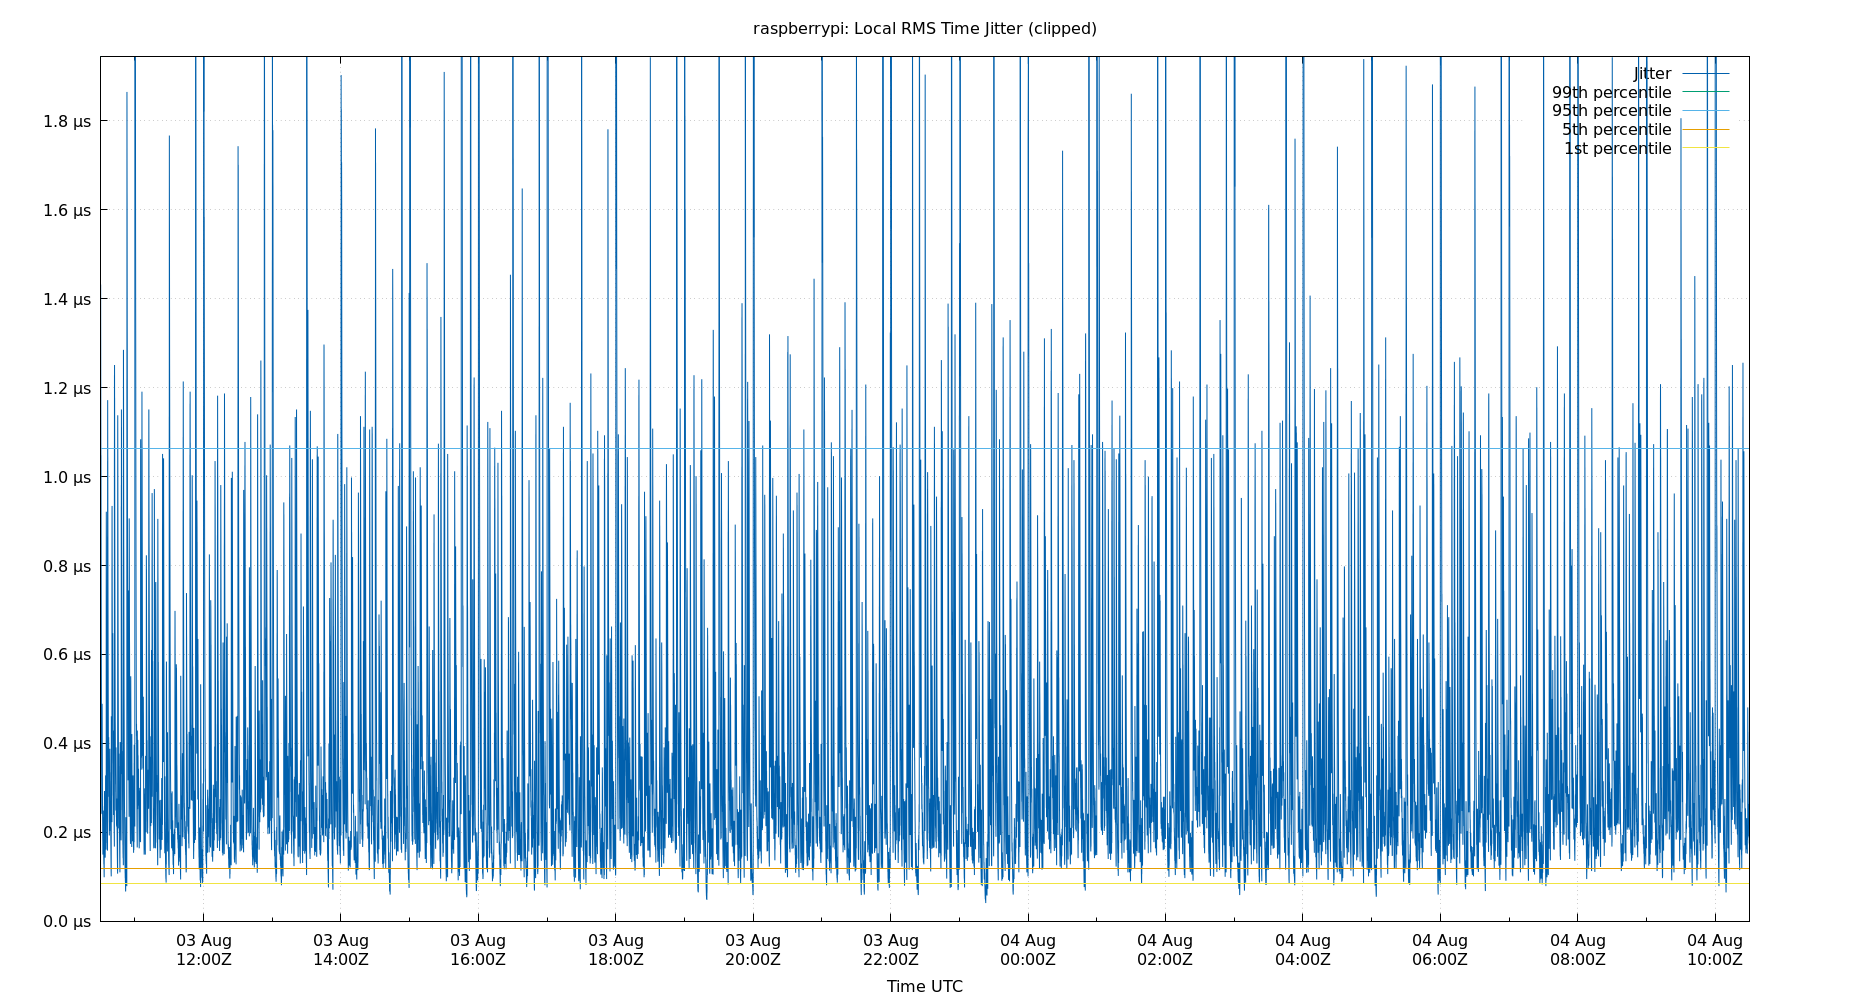 raspberrypi: Local RMS Time Jitter (clipped)
Jitter
99th percentile
95th percentile
5th percentile
1st percentile
1.8 µs
1.6 µs
1.4 µs
1.2 µs
1.0 µs
0.8 µs
0.6 µs
0.4 µs
0.2 µs
0.0 µs
03 Aug 03 Aug 03 Aug 03 Aug 03 Aug 03 Aug 04 Aug 04 Aug 04 Aug 04 Aug 04 Aug 04 Aug
12:00Z 14:00Z 16:00Z 18:00Z 20:00Z 22:00Z 00:00Z 02:00Z 04:00Z 06:00Z 08:00Z 10:00Z
Time UTC